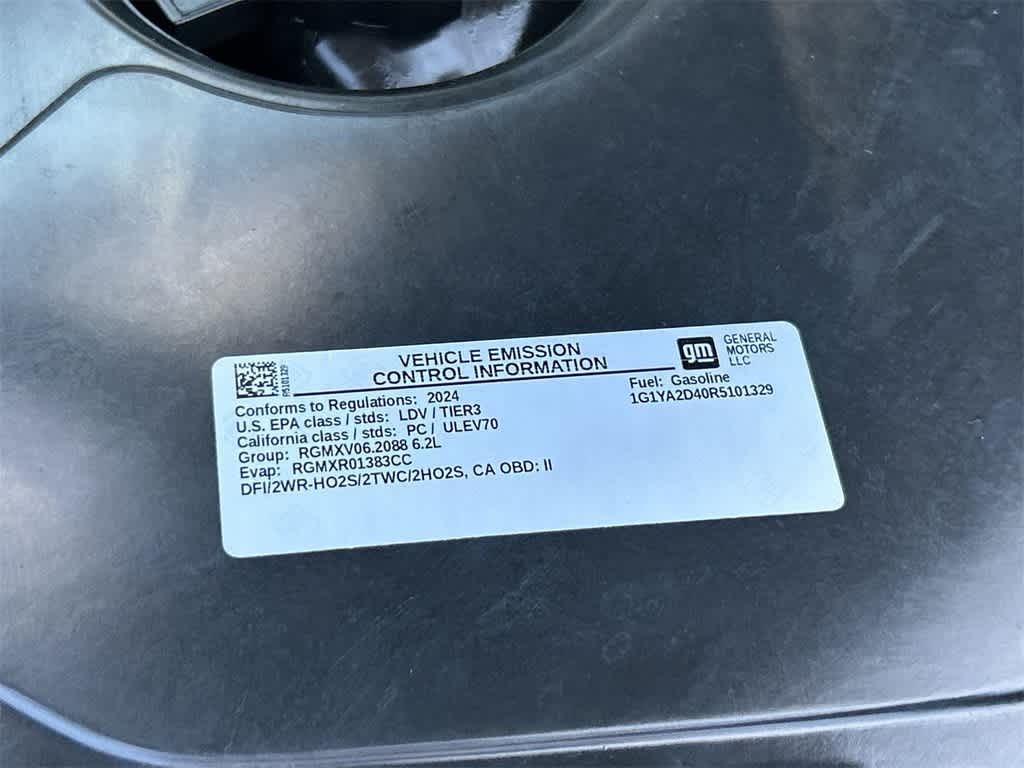 R5101329
VEHICLE EMISSION
CONTROL INFORMATION
gm
GENERAL
MOTORS
LLC
Conforms to Regulations: 2024
Fuel: Gasoline
U.S. EPA class / stds: LDV / TIER3
1G1YA2D40R5101329
California class / stds: PC / ULEV70
Group: RGMXV06.2088 6.2L
Evap: RGMXR01383CC
DFI/2WR-HO2S/2TWC/2HO2S, CA OBD: II